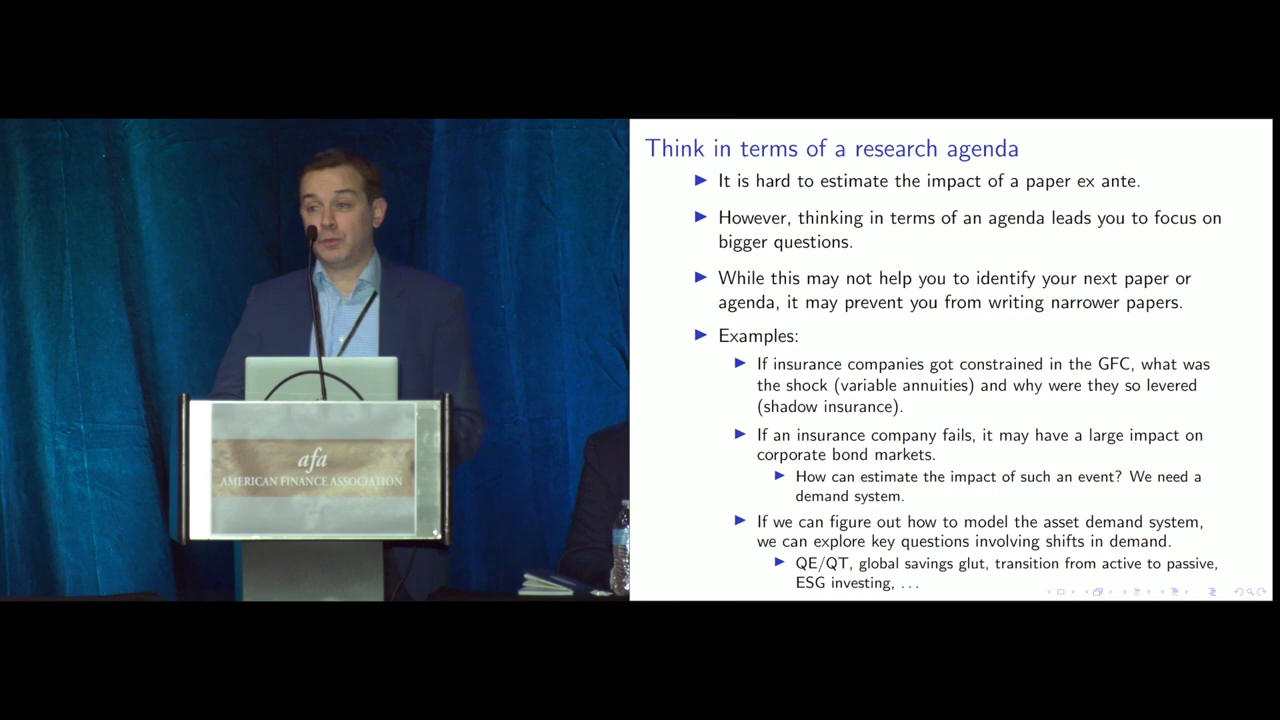 Think in terms of a research agenda
It is hard to estimate the impact of a paper ex ante.
However, thinking in terms of an agenda leads you to focus on
bigger questions.
While this may not help you to identify your next paper or
agenda, it may prevent you from writing narrower papers.
Examples:
If insurance companies got constrained in the GFC, what was
the shock (variable annuities) and why were they so levered
(shadow insurance).
If an insurance company fails, it may have a large impact on
corporate bond markets.
How can estimate the impact of such an event? We need a
demand system.
If we can figure out how to model the asset demand system,
we can explore key questions involving shifts in demand.
QE/QT, global savings glut, transition from active to passive,
ESG investing, . . .
afa
AMERICAN FINANCE ASSOCIATION